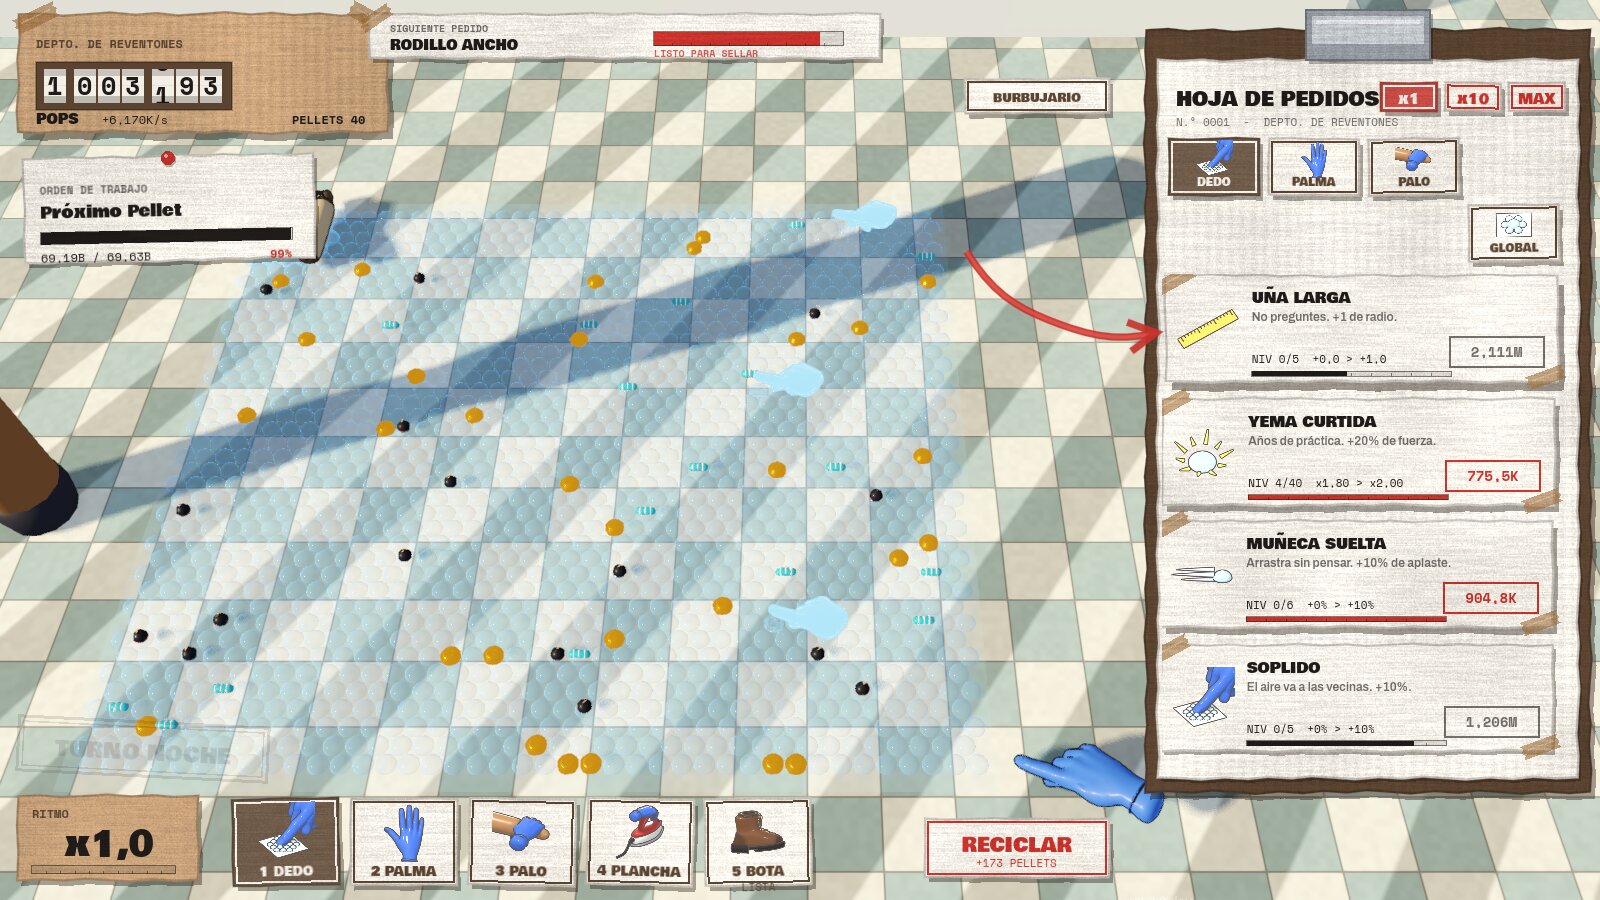 DEPTO. DE REVENTONES
POPS +6,170K/s PELLETS 40
SIGUIENTE PEDIDO
RODILLO ANCHO
LISTO PARA SELLAR
BURBUJARIO
ORDEN DE TRABAJO
Próximo Pellet
69.19B / 69.63B 99%
HOJA DE PEDIDOS x1 x10 MAX
N.° 0001 - DEPTO. DE REVENTONES
DEDO PALMA PALO
GLOBAL
UÑA LARGA
No preguntes. +1 de radio.
NIV 0/5 +0,0 > +1,0 2,111M
YEMA CURTIDA
Años de práctica. +20% de fuerza.
NIV 4/40 x1,80 > x2,00 775,5K
MUÑECA SUELTA
Arrastra sin pensar. +10% de aplaste.
NIV 0/6 +0% > +10% 904,8K
SOPLIDO
El aire va a las vecinas. +10%.
NIV 0/5 +0% > +10% 1,206M
TURNO NOCHE
RITMO
x1,0
1 DEDO 2 PALMA 3 PALO 4 PLANCHA 5 BOTA
LISTA
RECICLAR
+173 PELLETS